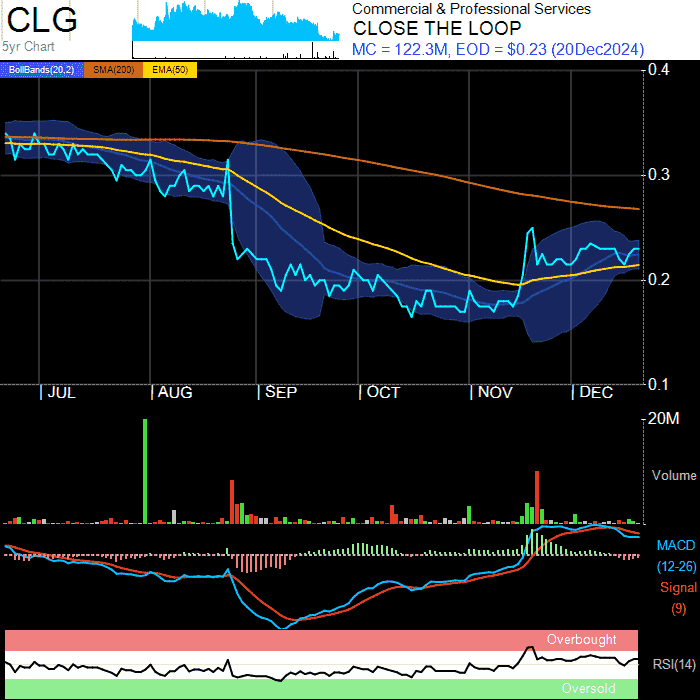 CLG
5yr Chart
Commercial & Professional Services
CLOSE THE LOOP
MC = 122.3M, EOD = $0.23 (20Dec2024)
BollBands(20,2) SMA(200) EMA(50)
0.4
0.3
0.2
0.1
JUL AUG SEP OCT NOV DEC
20M
Volume
MACD
(12-26)
Signal
(9)
Overbought
RSI(14)
Oversold